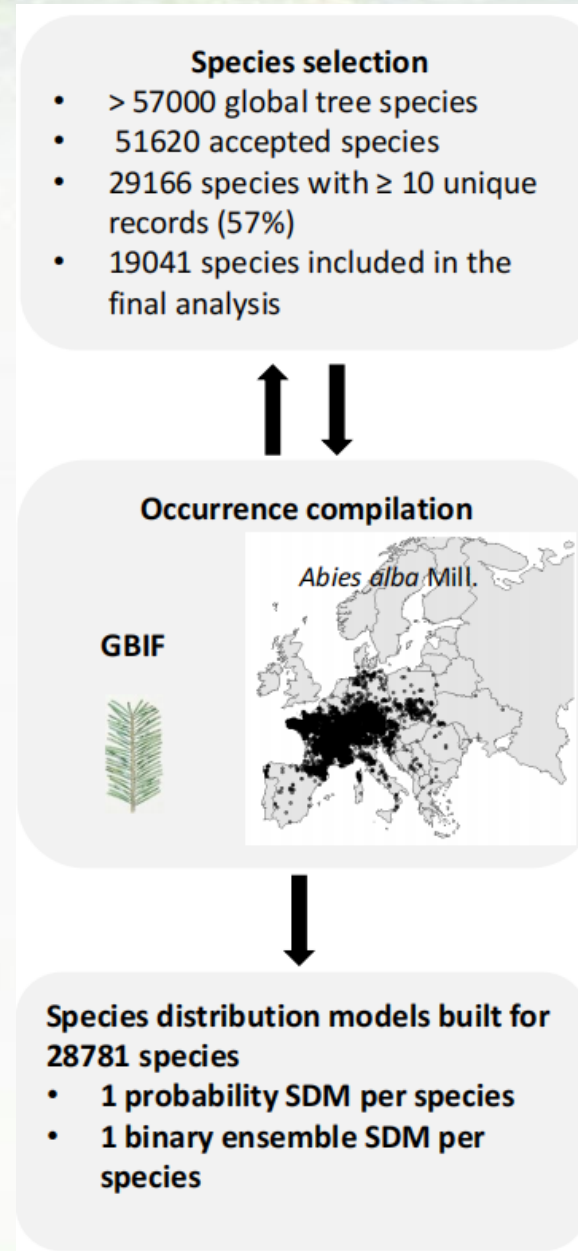 Species selection
• > 57000 global tree species
• 51620 accepted species
• 29166 species with ≥ 10 unique
records (57%)
• 19041 species included in the
final analysis
Occurrence compilation
Abies alba Mill.
GBIF
Species distribution models built for
28781 species
• 1 probability SDM per species
• 1 binary ensemble SDM per
species